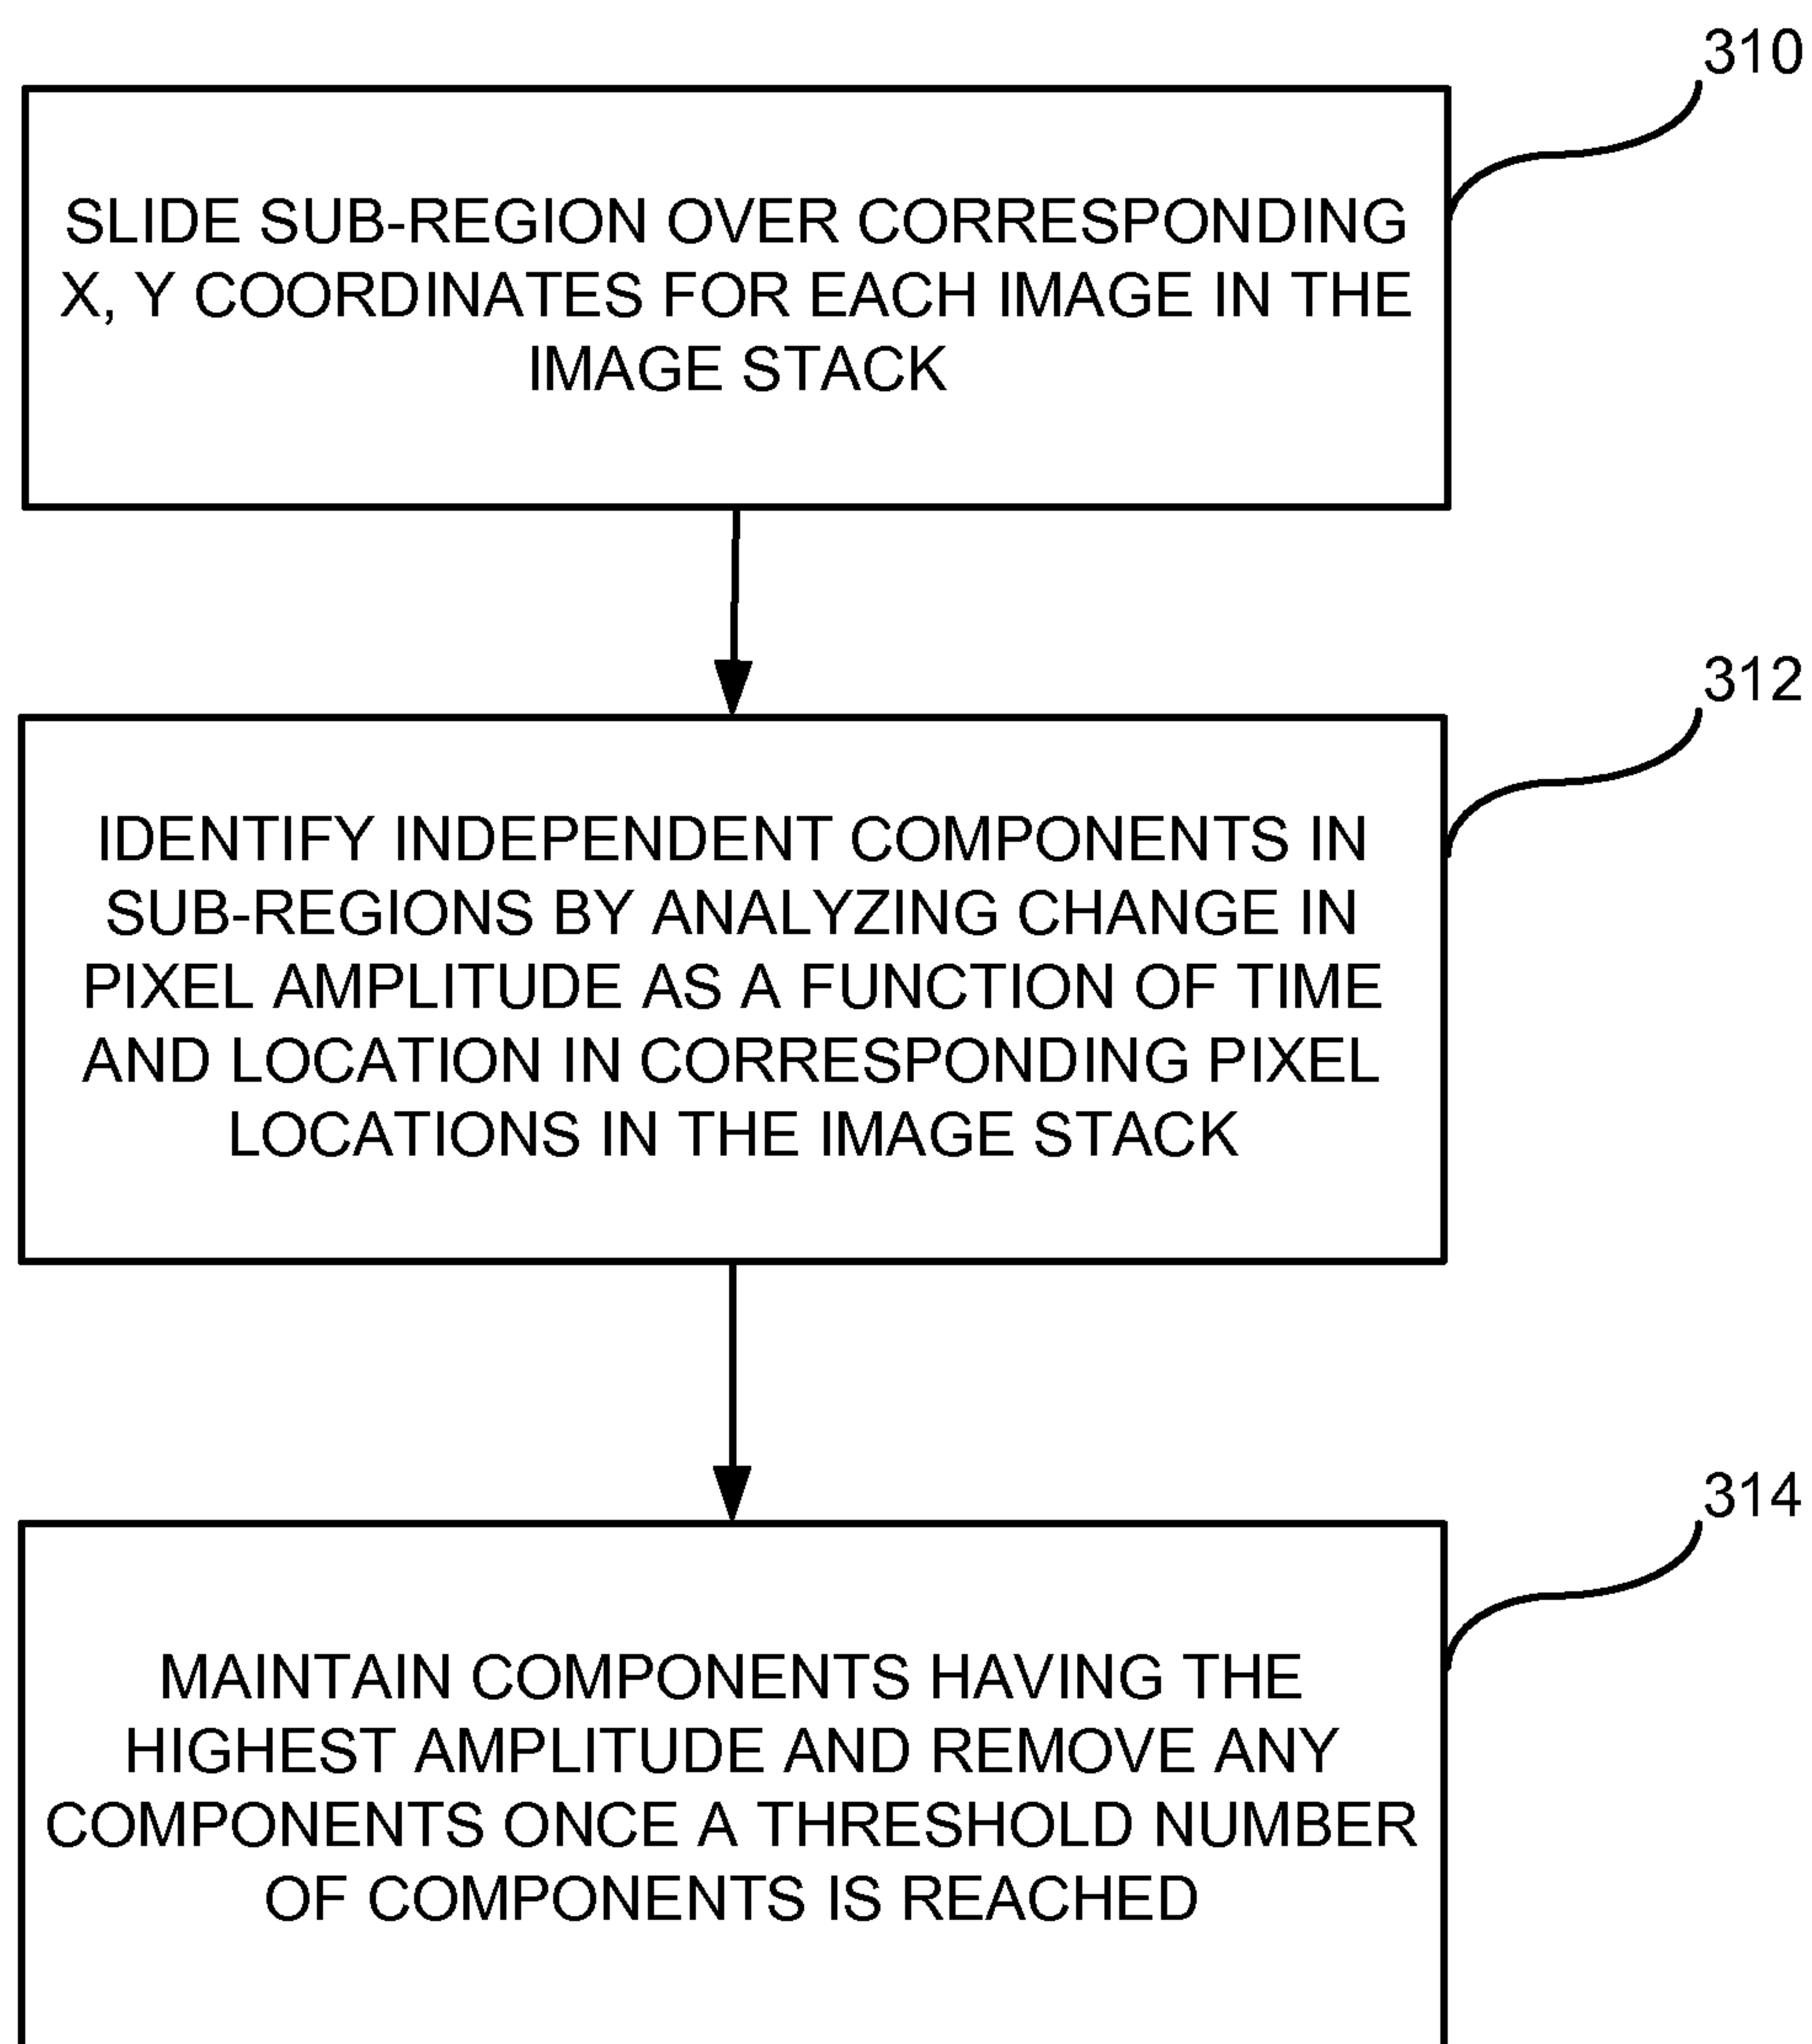 310
SLIDE SUB-REGION OVER CORRESPONDING
X, Y COORDINATES FOR EACH IMAGE IN THE
IMAGE STACK
312
IDENTIFY INDEPENDENT COMPONENTS IN
SUB-REGIONS BY ANALYZING CHANGE IN
PIXEL AMPLITUDE AS A FUNCTION OF TIME
AND LOCATION IN CORRESPONDING PIXEL
LOCATIONS IN THE IMAGE STACK
314
MAINTAIN COMPONENTS HAVING THE
HIGHEST AMPLITUDE AND REMOVE ANY
COMPONENTS ONCE A THRESHOLD NUMBER
OF COMPONENTS IS REACHED